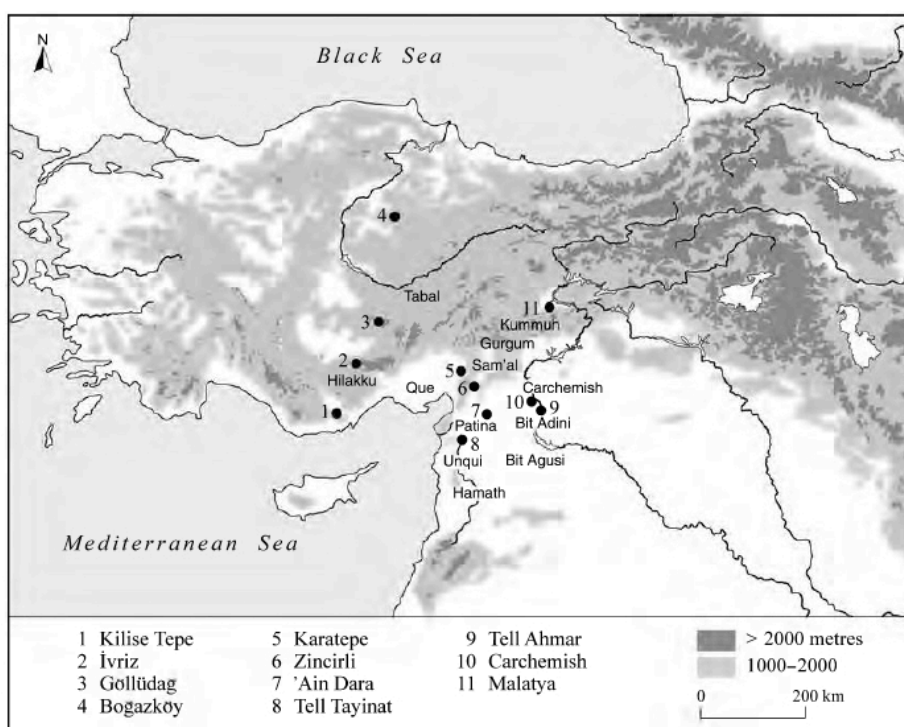 N
Black Sea
4
Tabal
3
11
Kummuh
Gurgum
2
Hilakku
5
Sam'al
Que
6
Carchemish
1
7
10
9
Patina
Bit Adini
8
Unqui
Bit Agusi
Hamath
Mediterranean Sea
1 Kilise Tepe
2 İvriz
3 Göllüdağ
4 Boğazköy
5 Karatepe
6 Zincirli
7 'Ain Dara
8 Tell Tayinat
9 Tell Ahmar
10 Carchemish
11 Malatya
> 2000 metres
1000–2000
0 200 km